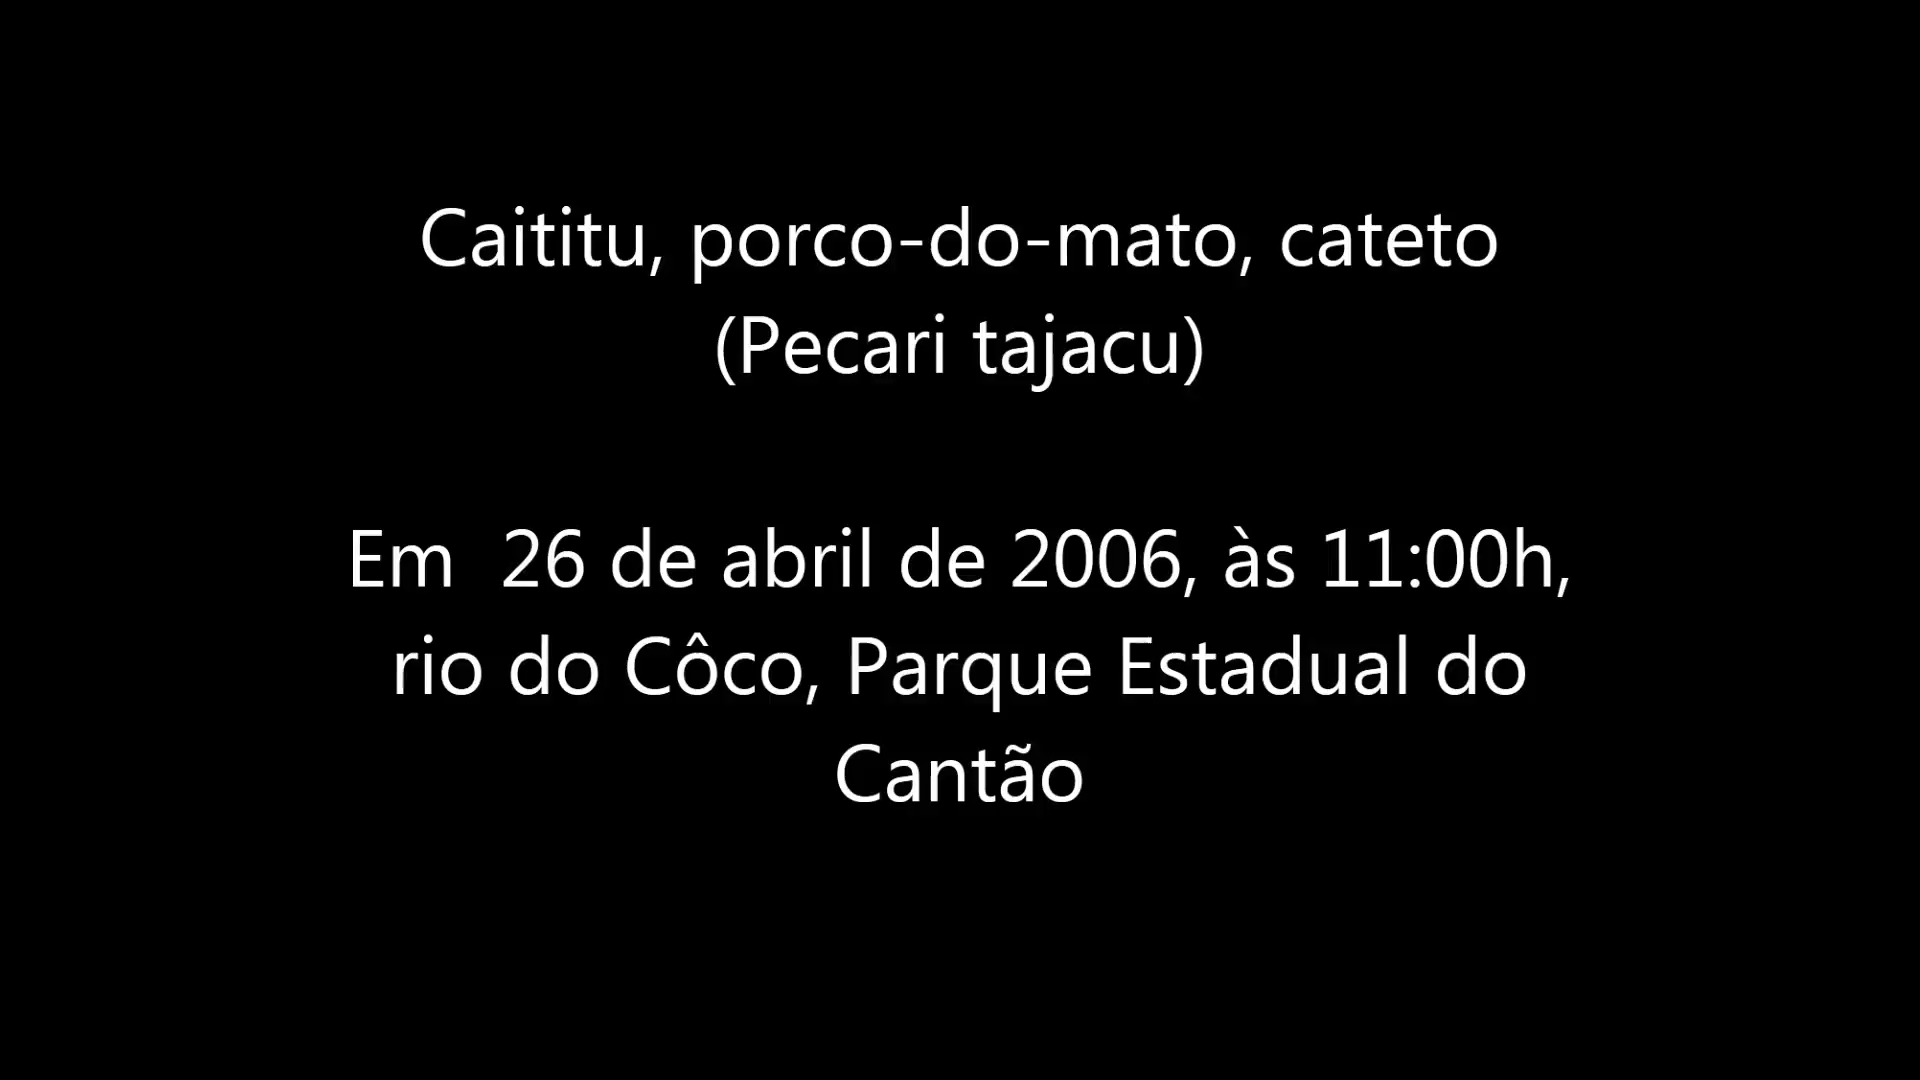 Caititu, porco-do-mato, cateto
(Pecari tajacu)
Em  26 de abril de 2006, às 11:00h,
rio do Côco, Parque Estadual do
Cantão